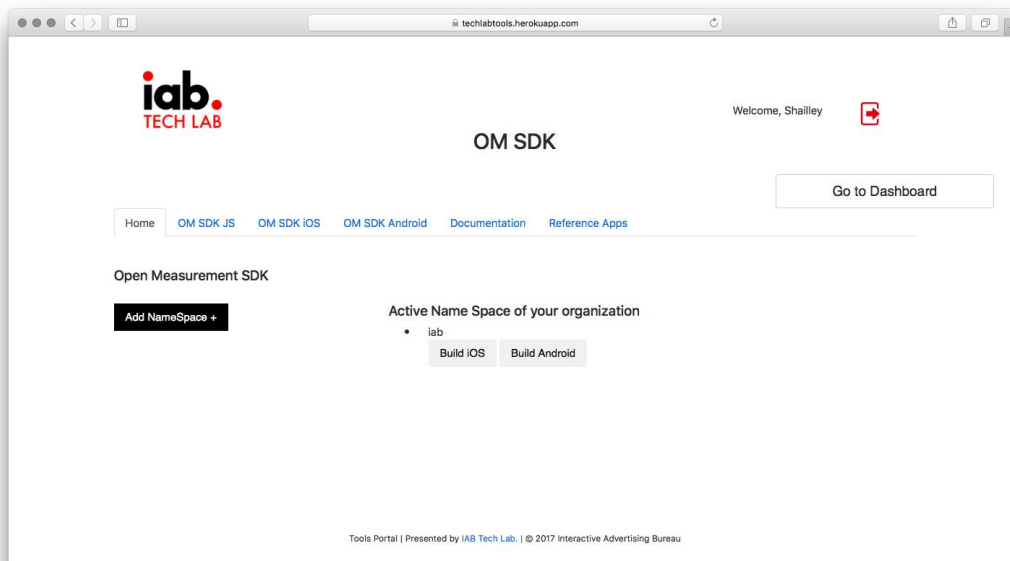 techlabtools.herokuapp.com
iab.
TECH LAB
Welcome, Shailley
OM SDK
Go to Dashboard
Home OM SDK JS OM SDK iOS OM SDK Android Documentation Reference Apps
Open Measurement SDK
Add NameSpace +
Active Name Space of your organization
• iab
Build iOS Build Android
Tools Portal | Presented by IAB Tech Lab. | © 2017 Interactive Advertising Bureau